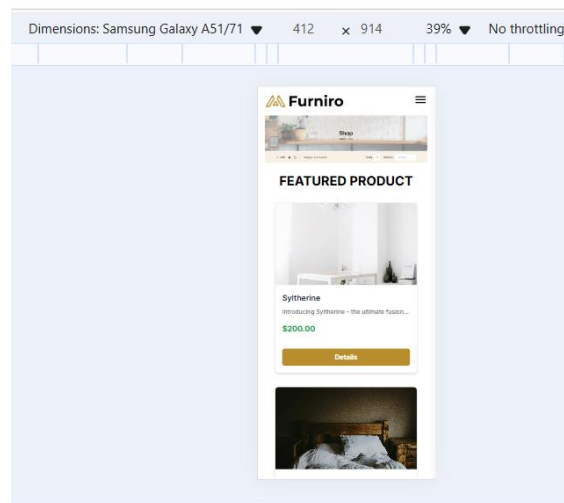 Dimensions: Samsung Galaxy A51/71 ▼ 412 x 914 39% ▼ No throttling
Furniro
Shop
FEATURED PRODUCT
Syltherine
Introducing Syltherine - the ultimate fusion...
$200.00
Details